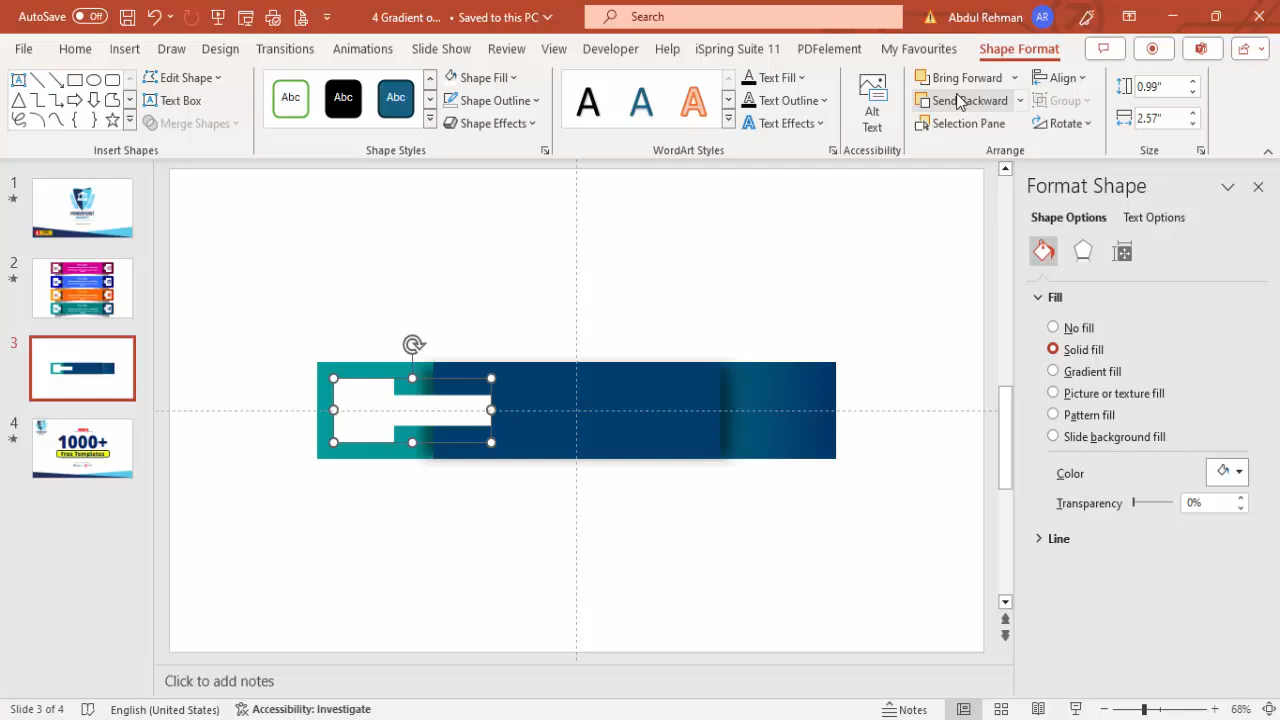 AutoSave Off 4 Gradient o... • Saved to this PC Search Abdul Rehman AR
File Home Insert Draw Design Transitions Animations Slide Show Review View Developer Help iSpring Suite 11 PDFelement My Favourites Shape Format
Edit Shape Abc Abc Abc Shape Fill A A A Text Fill Alt Text Bring Forward Align 0.99"
Text Box Shape Outline Text Outline Send Backward Group
Merge Shapes Shape Effects Text Effects Selection Pane Rotate 2.57"
Insert Shapes Shape Styles WordArt Styles Accessibility Arrange Size
1
2
3
4
1000+
Free Templates
Format Shape
Shape Options Text Options
Fill
No fill
Solid fill
Gradient fill
Picture or texture fill
Pattern fill
Slide background fill
Color
Transparency 0%
Line
Click to add notes
Slide 3 of 4 English (United States) Accessibility: Investigate Notes 68%